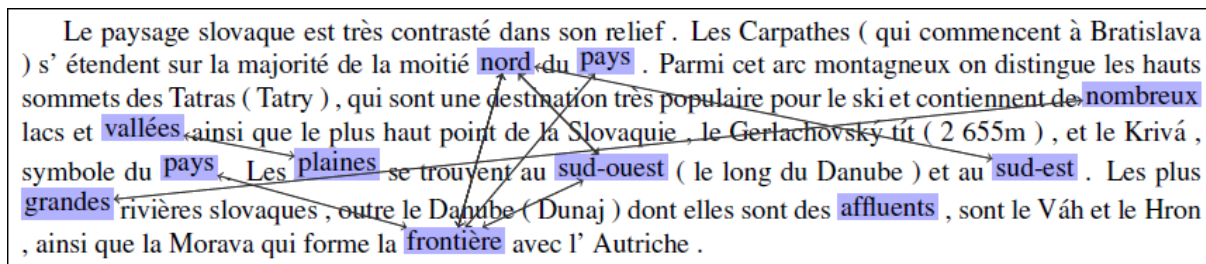 Le paysage slovaque est très contrasté dans son relief . Les Carpathes ( qui commencent à Bratislava
) s’ étendent sur la majorité de la moitié nord du pays . Parmi cet arc montagneux on distingue les hauts
sommets des Tatras ( Tatry ) , qui sont une destination très populaire pour le ski et contiennent de nombreux
lacs et vallées ainsi que le plus haut point de la Slovaquie , le Gerlachovský tít ( 2 655m ) , et le Krivá ,
symbole du pays . Les plaines se trouvent au sud-ouest ( le long du Danube ) et au sud-est . Les plus
grandes rivières slovaques , outre le Danube ( Dunaj ) dont elles sont des affluents , sont le Váh et le Hron
, ainsi que la Morava qui forme la frontière avec l’ Autriche .